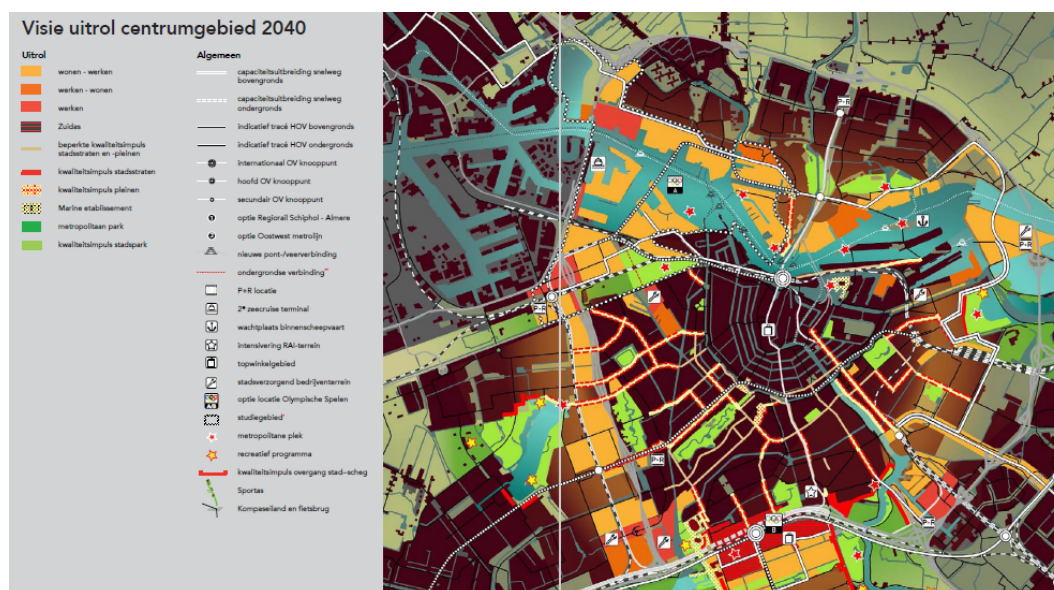 Visie uitrol centrumgebied 2040
Uitrol
wonen - werken
werken - wonen
werken
Zuidas
beperkte kwaliteitsimpuls
stadsstraten en -pleinen
kwaliteitsimpuls stadsstraten
kwaliteitsimpuls pleinen
Marine etablissement
metropolitaan park
kwaliteitsimpuls stadspark
Algemeen
capaciteitsuitbreiding snelweg
bovengronds
capaciteitsuitbreiding snelweg
ondergronds
indicatief tracé HOV bovengronds
indicatief tracé HOV ondergronds
internationaal OV knooppunt
hoofd OV knooppunt
secundair OV knooppunt
optie Regiorail Schiphol - Almere
optie Oostwest metrolijn
nieuwe pont-/veerverbinding
ondergrondse verbinding
P+R locatie
2e zeecruise terminal
wachtplaats binnenscheepvaart
intensivering RAI-terrein
topwinkelgebied
stadsverzorgend bedrijventerrein
optie locatie Olympische Spelen
studiegebied
metropolitane plek
recreatief programma
kwaliteitsimpuls overgang stad-scheg
Sportas
Kompaseiland en fietsbrug
P+R
A
P+R
P+R
P+R
P+R
B